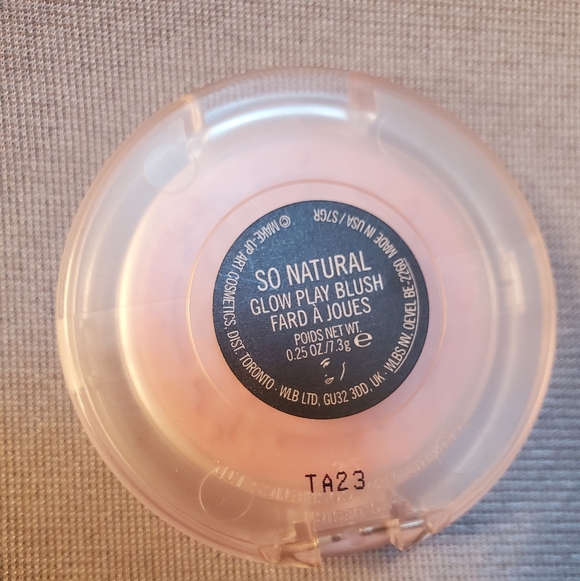 SO NATURAL
GLOW PLAY BLUSH
FARD À JOUES
POIDS NET WT.
0.25 OZ./7.3g e
© MAKE-UP ART COSMETICS, DIST. TORONTO · WLB LTD, GU32 3DD, UK · WLBS NV, OEVEL BE-2260 MADE IN USA / S7GR
TA23